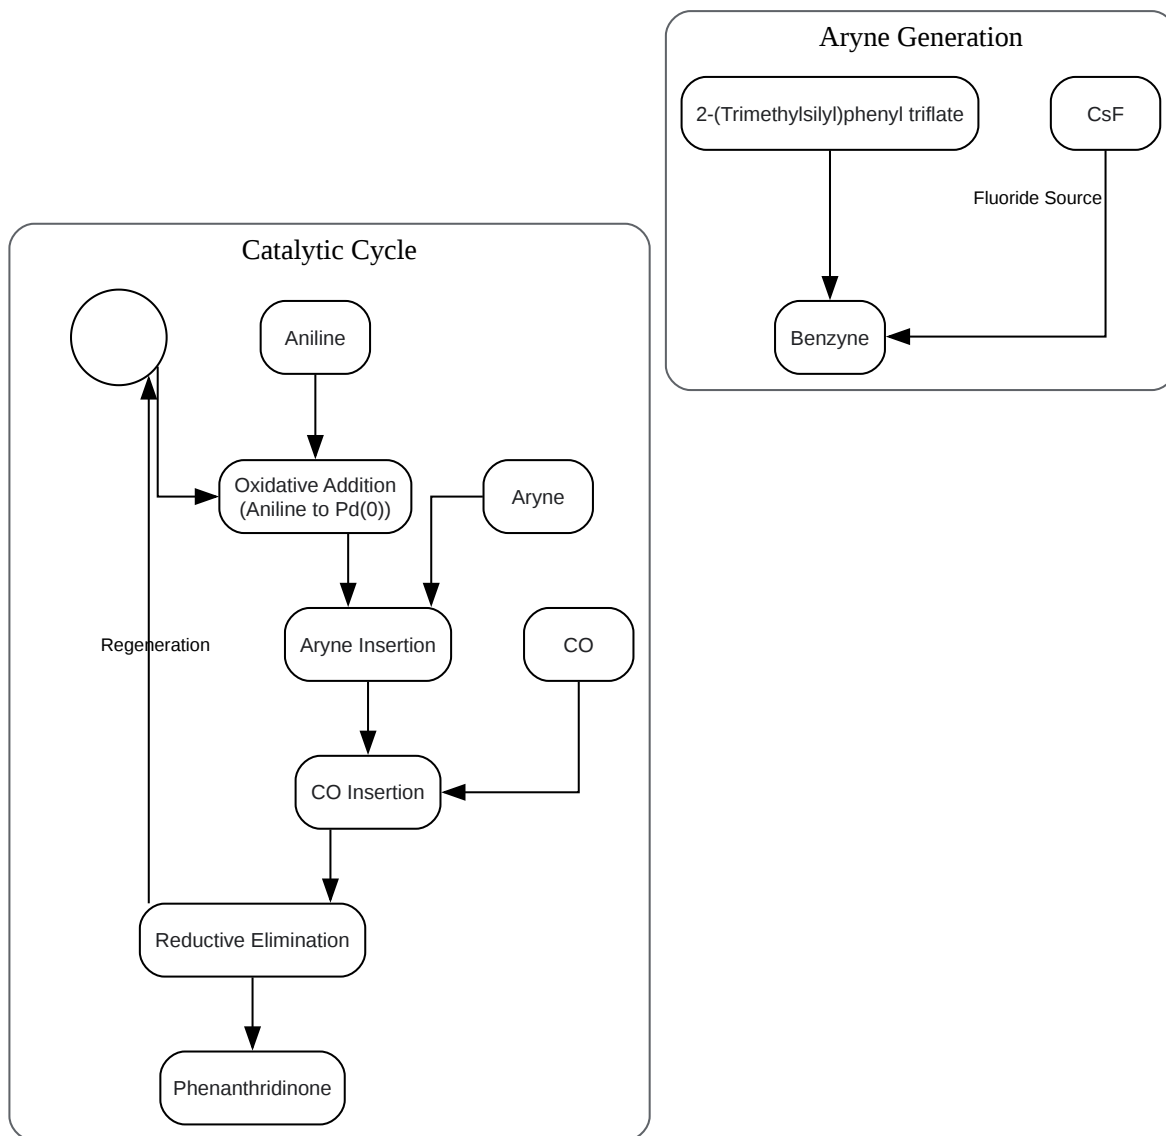 Aryne Generation
2-(Trimethylsilyl)phenyl triflate
CsF
Fluoride Source
Benzyne
Catalytic Cycle
Aniline
Oxidative Addition
(Aniline to Pd(0))
Aryne
Regeneration
Aryne Insertion
CO
CO Insertion
Reductive Elimination
Phenanthridinone